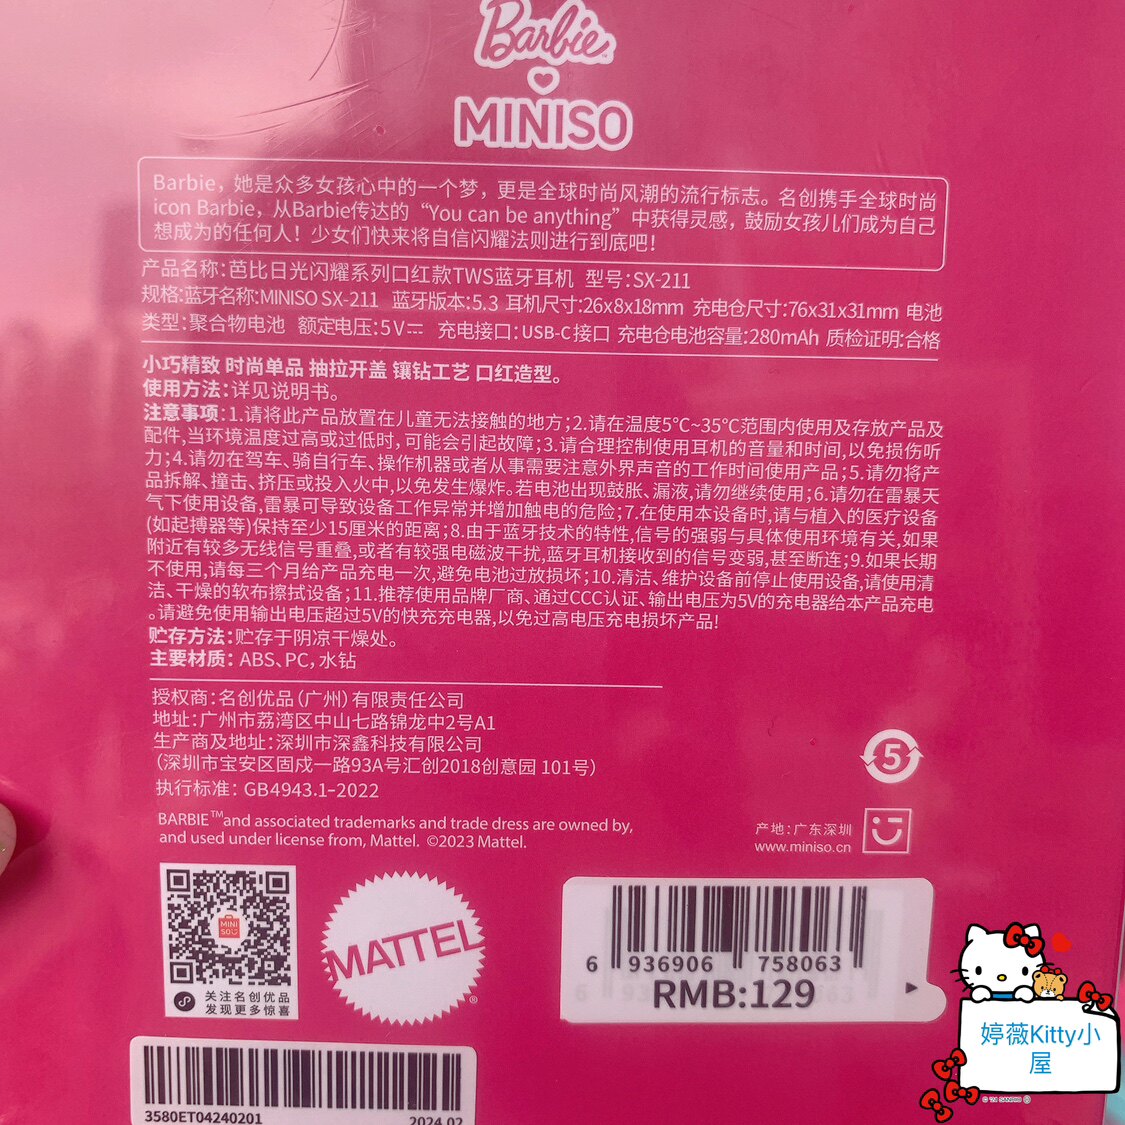 Barbie
MINISO
Barbie，她是众多女孩心中的一个梦，更是全球时尚风潮的流行标志。名创携手全球时尚
icon Barbie，从Barbie传达的“You can be anything”中获得灵感，鼓励女孩儿们成为自己
想成为的任何人！少女们快来将自信闪耀法则进行到底吧！
产品名称：芭比日光闪耀系列口红款TWS蓝牙耳机 型号：SX-211
规格：蓝牙名称：MINISO SX-211 蓝牙版本：5.3 耳机尺寸：26x8x18mm 充电仓尺寸：76x31x31mm 电池
类型：聚合物电池 额定电压：5V⎓ 充电接口：USB-C接口 充电仓电池容量：280mAh 质检证明：合格
小巧精致 时尚单品 抽拉开盖 镶钻工艺 口红造型。
使用方法：详见说明书。
注意事项：1.请将此产品放置在儿童无法接触的地方；2.请在温度5℃~35℃范围内使用及存放产品及
配件，当环境温度过高或过低时，可能会引起故障；3.请合理控制使用耳机的音量和时间，以免损伤听
力；4.请勿在驾车、骑自行车、操作机器或者从事需要注意外界声音的工作时间使用产品；5.请勿将产
品拆解、撞击、挤压或投入火中，以免发生爆炸。若电池出现鼓胀、漏液，请勿继续使用；6.请勿在雷暴天
气下使用设备，雷暴可导致设备工作异常并增加触电的危险；7.在使用本设备时，请与植入的医疗设备
（如起搏器等）保持至少15厘米的距离；8.由于蓝牙技术的特性，信号的强弱与具体使用环境有关，如果
附近有较多无线信号重叠，或者有较强电磁波干扰，蓝牙耳机接收到的信号变弱，甚至断连；9.如果长期
不使用，请每三个月给产品充电一次，避免电池过放损坏；10.清洁、维护设备前停止使用设备，请使用清
洁、干燥的软布擦拭设备；11.推荐使用品牌厂商、通过CCC认证、输出电压为5V的充电器给本产品充电
。请避免使用输出电压超过5V的快充充电器，以免过高电压充电损坏产品！
贮存方法：贮存于阴凉干燥处。
主要材质：ABS、PC，水钻
授权商：名创优品（广州）有限责任公司
地址：广州市荔湾区中山七路锦龙中2号A1
生产商及地址：深圳市深鑫科技有限公司
（深圳市宝安区固戍一路93A号汇创2018创意园 101号）
执行标准：GB4943.1-2022
BARBIE™and associated trademarks and trade dress are owned by,
and used under license from, Mattel. ©2023 Mattel.
5
产地：广东深圳
www.miniso.cn
MINI
SO
关注名创优品
发现更多惊喜
MATTEL®
6 936906 758063
RMB:129
3580ET04240201 2024.02
婷薇Kitty小
屋